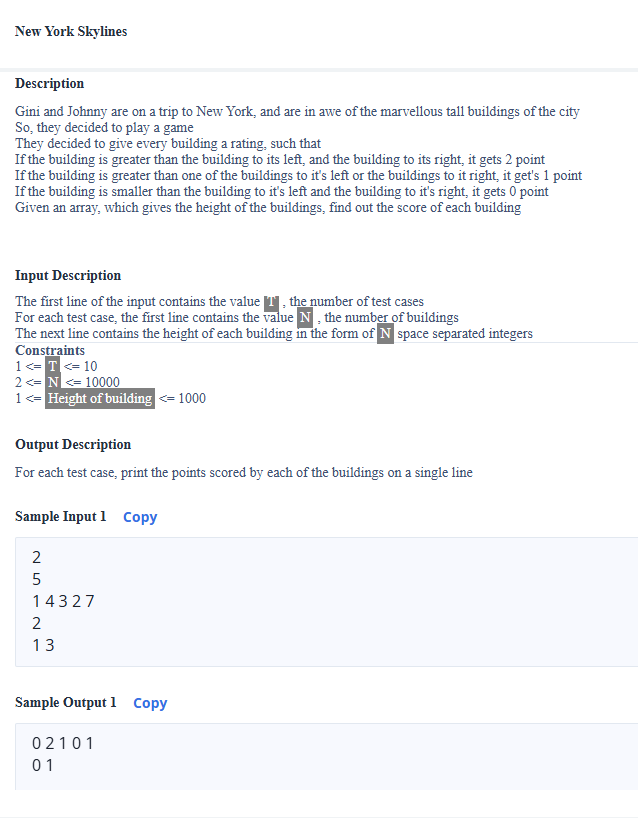 New York Skylines
Description
Gini and Johnny are on a trip to New York, and are in awe of the marvellous tall buildings of the city
So, they decided to play a game
They decided to give every building a rating, such that
If the building is greater than the building to its left, and the building to its right, it gets 2 point
If the building is greater than one of the buildings to it's left or the buildings to it right, it get's 1 point
If the building is smaller than the building to it's left and the building to it's right, it gets 0 point
Given an array, which gives the height of the buildings, find out the score of each building
Input Description
The first line of the input contains the value T , the number of test cases
For each test case, the first line contains the value N , the number of buildings
The next line contains the height of each building in the form of N space separated integers
Constraints
1 <= T <= 10
2 <= N <= 10000
1 <= Height of building <= 1000
Output Description
For each test case, print the points scored by each of the buildings on a single line
Sample Input 1 Copy
2
5
1 4 3 2 7
2
1 3
Sample Output 1 Copy
0 2 1 0 1
0 1